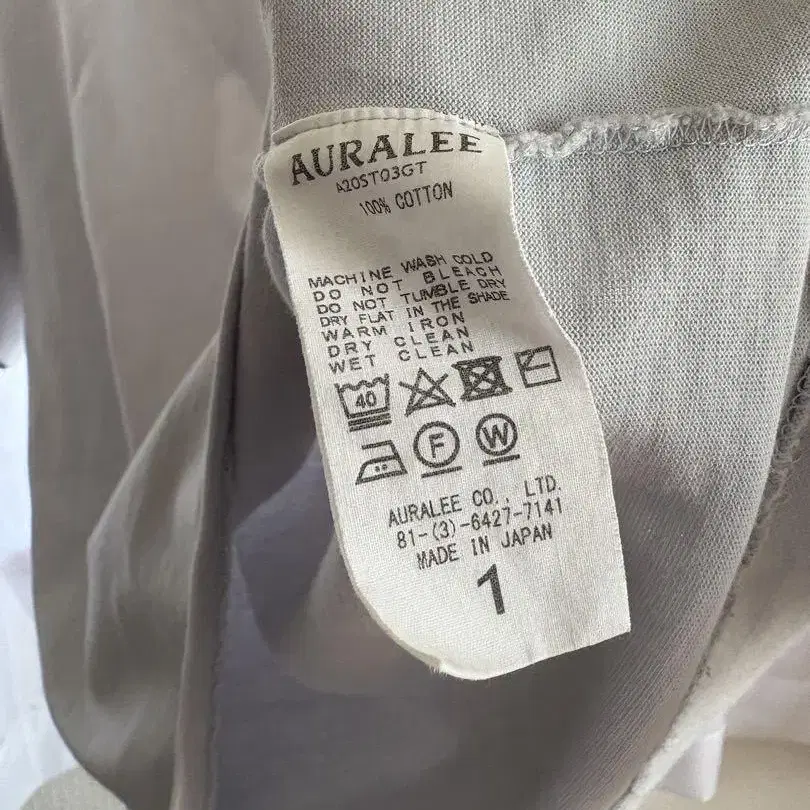 AURALEE
A20ST03GT
100% COTTON
MACHINE WASH COLD
DO NOT BLEACH
DO NOT TUMBLE DRY
DRY FLAT IN THE SHADE
WARM IRON
DRY CLEAN
WET CLEAN
40
F W
AURALEE CO., LTD.
81-(3)-6427-7141
MADE IN JAPAN
1